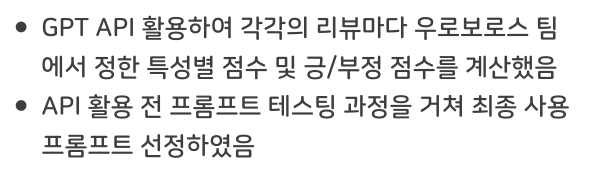 • GPT API 활용하여 각각의 리뷰마다 우로보로스 팀
에서 정한 특성별 점수 및 긍/부정 점수를 계산했음
• API 활용 전 프롬프트 테스팅 과정을 거쳐 최종 사용
프롬프트 선정하였음